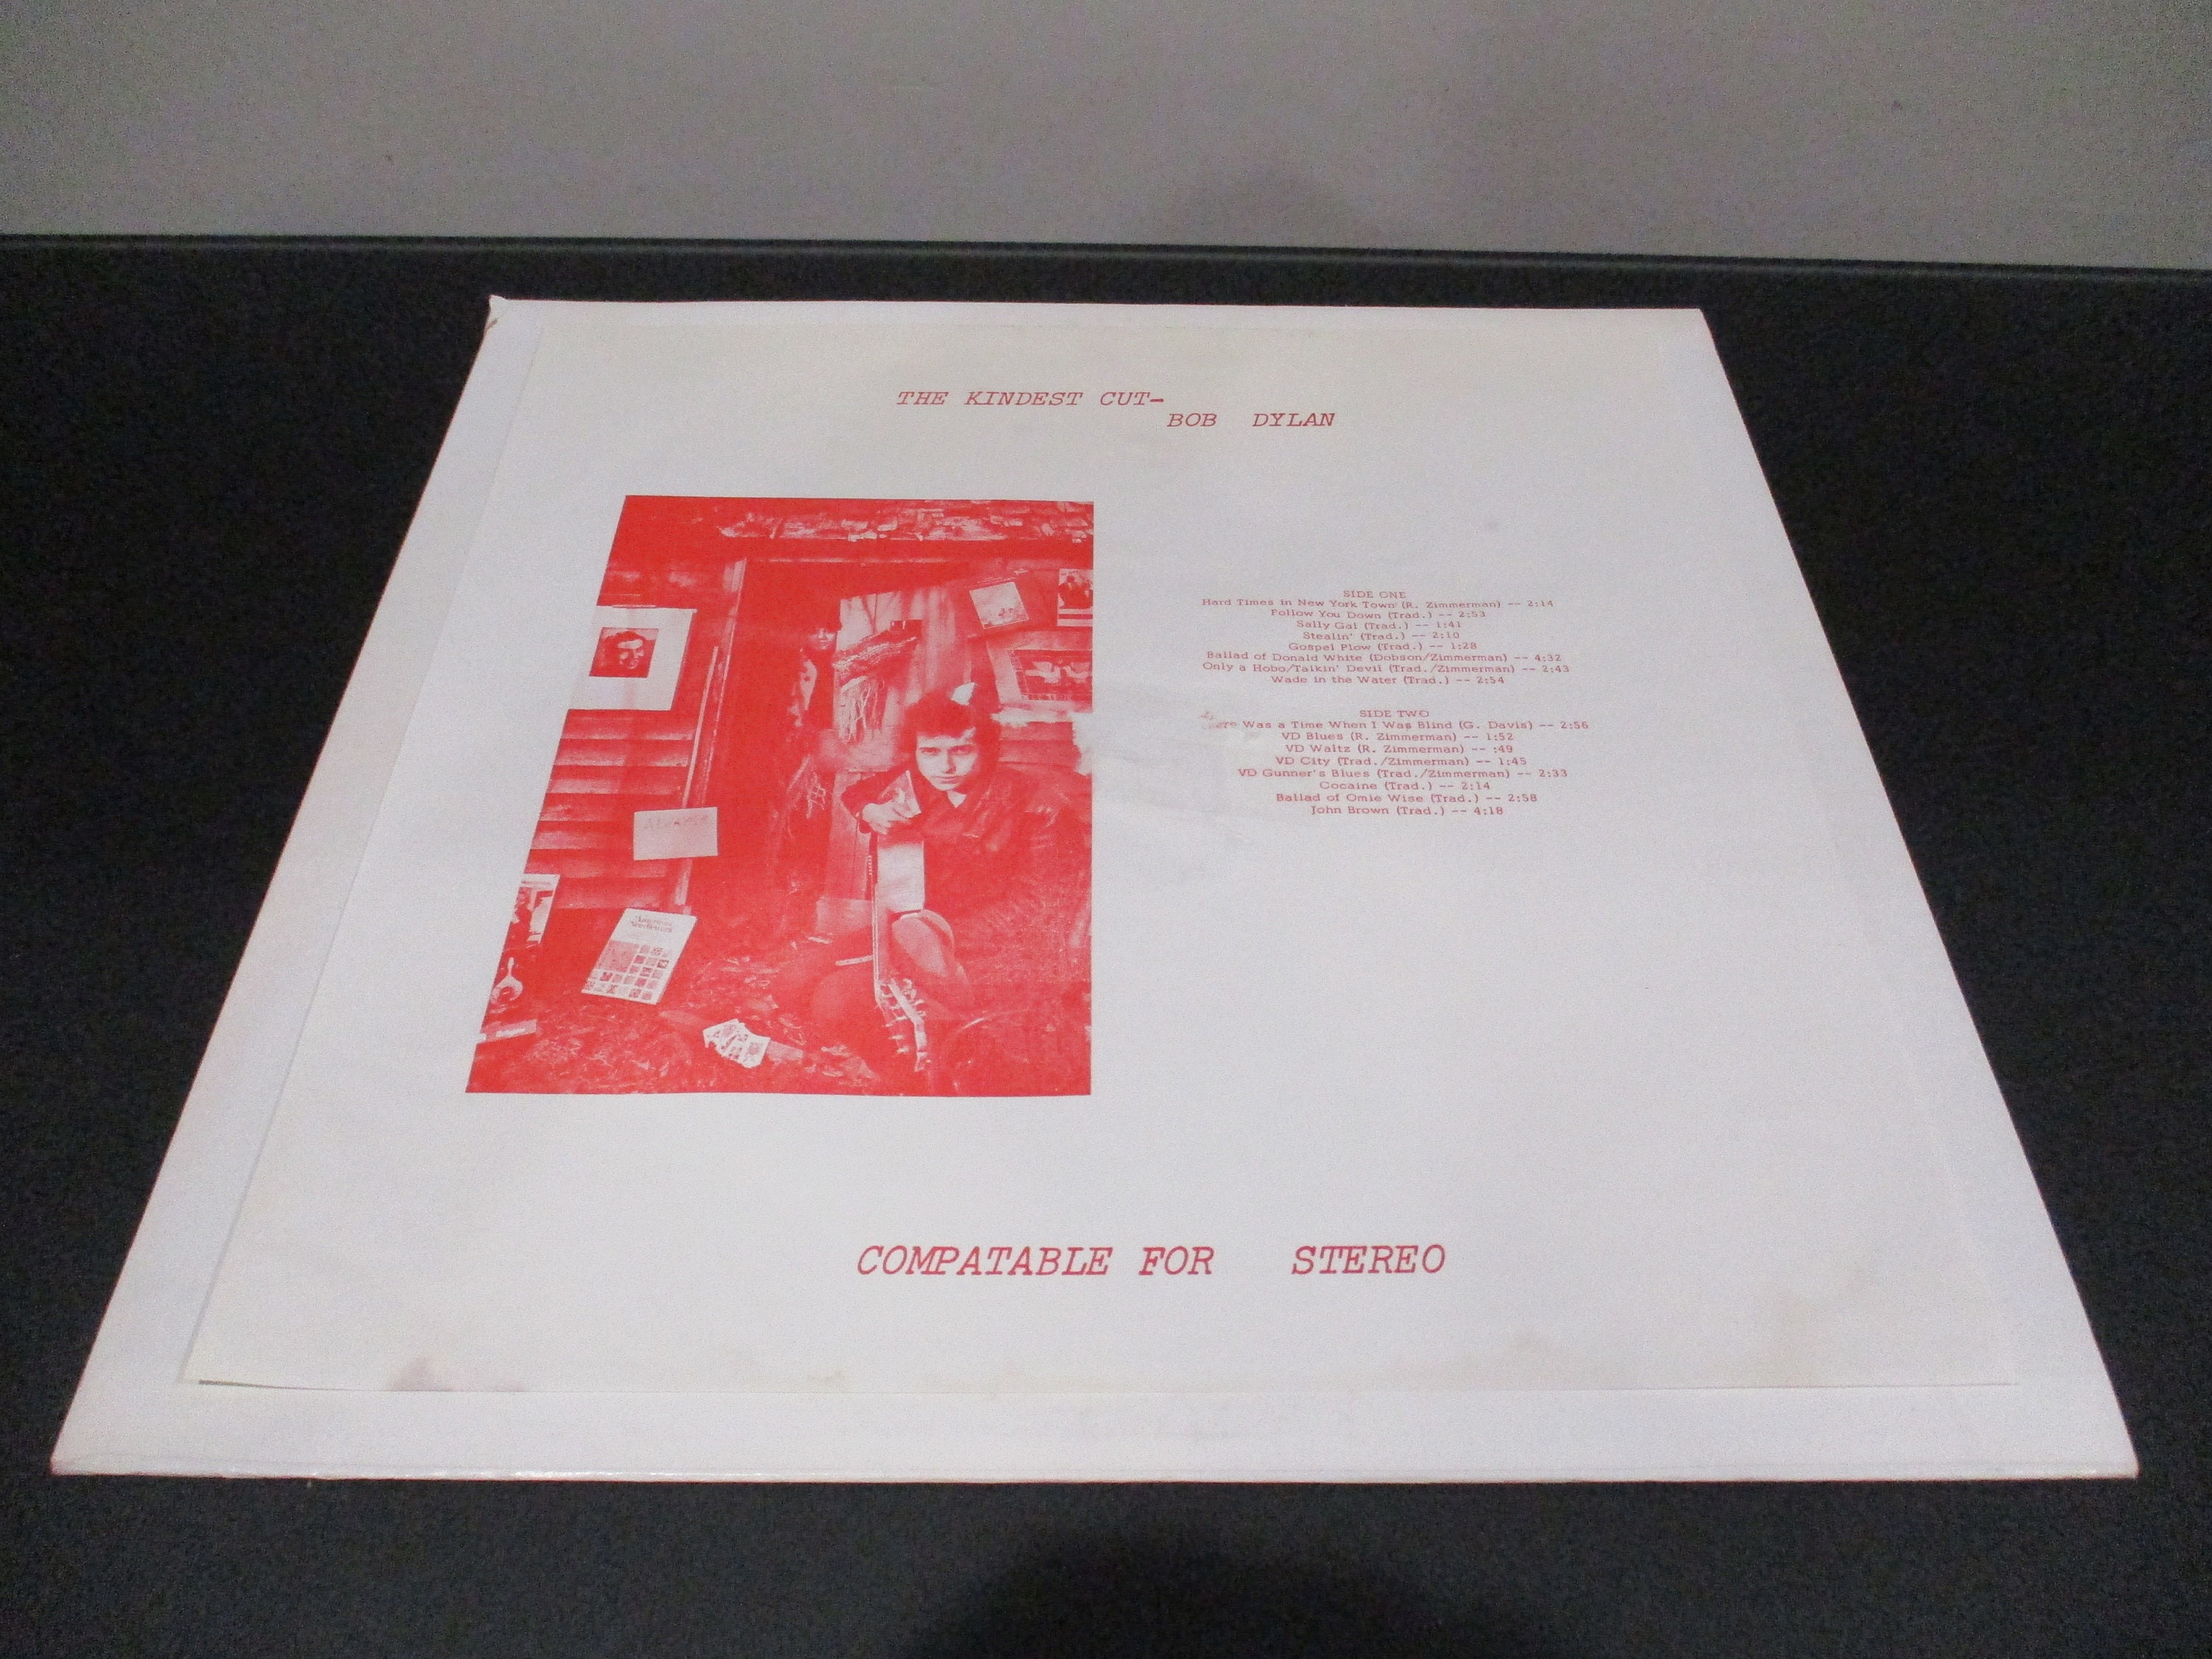 THE KINDEST CUT-
BOB DYLAN
SIDE ONE
Hard Times in New York Town (R. Zimmerman) -- 2:14
Follow You Down (Trad.) -- 2:53
Sally Gal (Trad.) -- 1:41
Stealin' (Trad.) -- 2:10
Gospel Plow (Trad.) -- 1:28
Ballad of Donald White (Dobson/Zimmerman) -- 4:32
Only a Hobo/Talkin' Devil (Trad./Zimmerman) -- 2:43
Wade in the Water (Trad.) -- 2:54
SIDE TWO
Was a Time When I Was Blind (G. Davis) -- 2:56
VD Blues (R. Zimmerman) -- 1:52
VD Waltz (R. Zimmerman) -- :49
VD City (Trad./Zimmerman) -- 1:45
VD Gunner's Blues (Trad./Zimmerman) -- 2:33
Cocaine (Trad.) -- 2:14
Ballad of Omie Wise (Trad.) -- 2:58
John Brown (Trad.) -- 4:18
COMPATABLE FOR STEREO